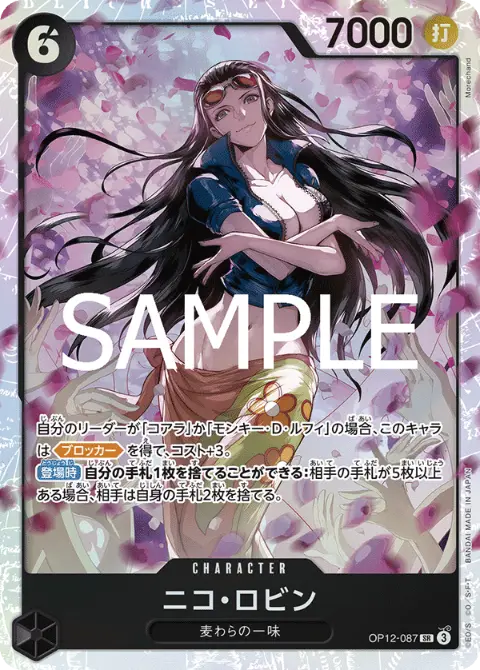 6
7000
打
Morechand
SAMPLE
自分のリーダーが「コアラ」か「モンキー・D・ルフィ」の場合、このキャラ
は ブロッカー を得て、コスト+3。
登場時 自分の手札1枚を捨てることができる：相手の手札が5枚以上
ある場合、相手は自身の手札2枚を捨てる。
©E/S ©O/S･F･T BANDAI MADE IN JAPAN
CHARACTER
ニコ・ロビン
麦わらの一味
OP12-087 SR 3